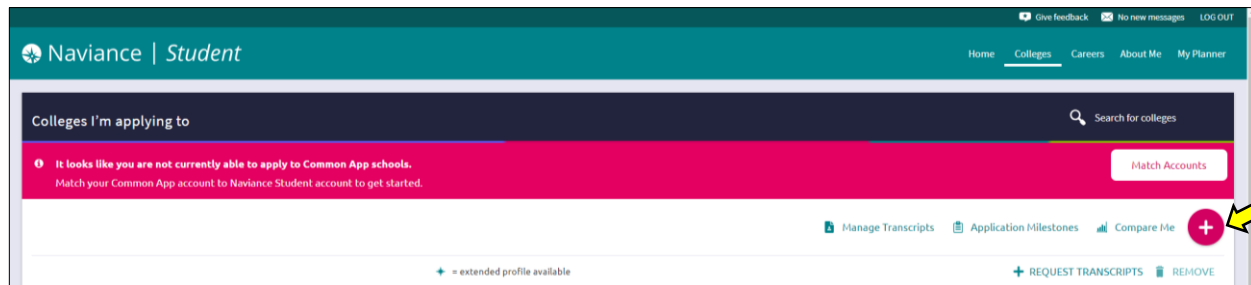 Give feedback No new messages LOG OUT
Naviance | Student
Home Colleges Careers About Me My Planner
Colleges I'm applying to
Search for colleges
It looks like you are not currently able to apply to Common App schools.
Match your Common App account to Naviance Student account to get started.
Match Accounts
Manage Transcripts Application Milestones Compare Me +
= extended profile available
+ REQUEST TRANSCRIPTS REMOVE